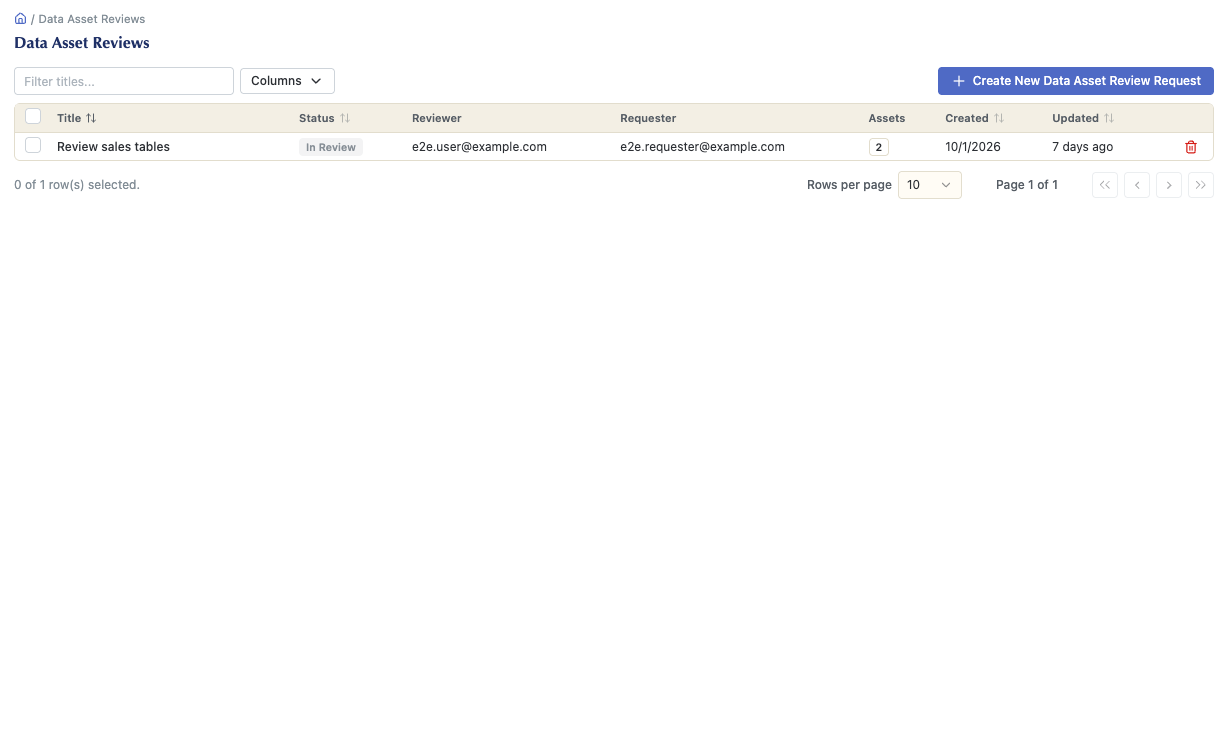 / Data Asset Reviews
Data Asset Reviews
Filter titles... Columns Create New Data Asset Review Request
Title Status Reviewer Requester Assets Created Updated
Review sales tables In Review e2e.user@example.com e2e.requester@example.com 2 10/1/2026 7 days ago
0 of 1 row(s) selected. Rows per page 10 Page 1 of 1